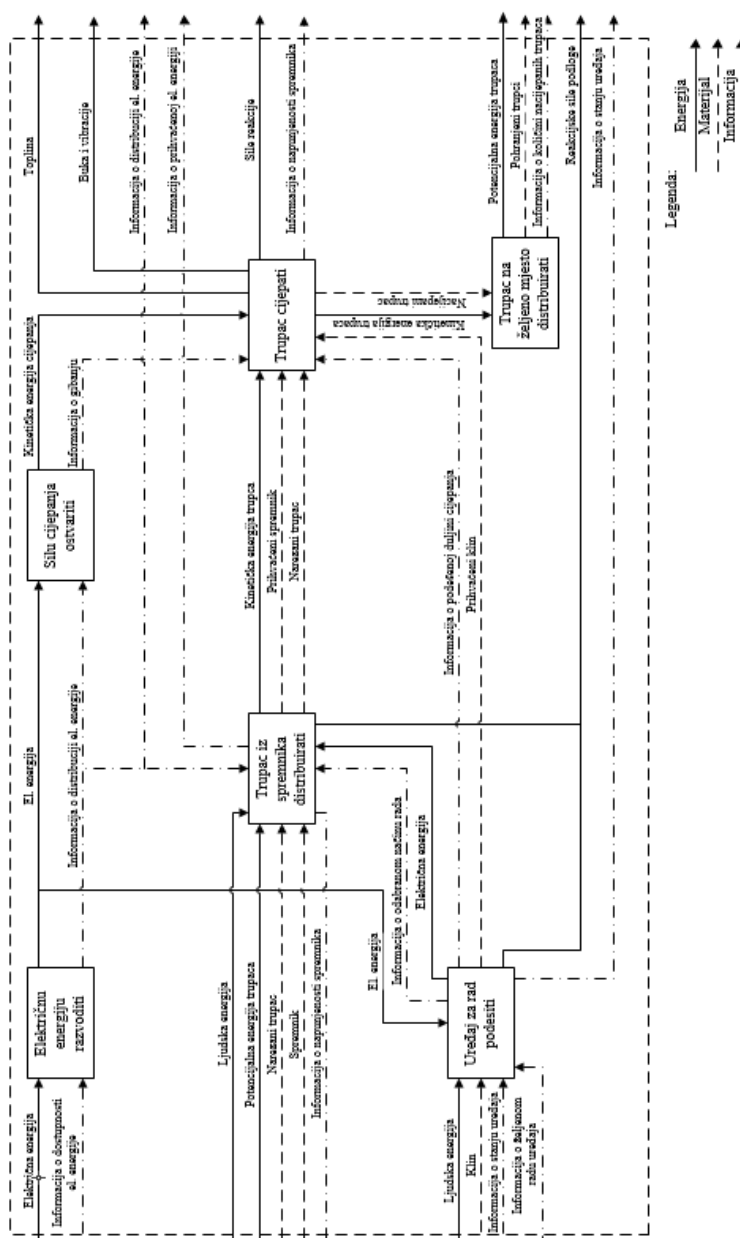 Električna energija
Informacija o dostupnosti
el. energije
Električnu
energiju
razvoditi
El. energija
Informacija o distribuciji el. energije
Silu cijepanja
ostvariti
Kinetička energija cijepanja
Informacija o gibanju
Toplina
Buka i vibracije
Informacija o distribuciji el. energije
Informacija o prihvaćenoj el. energiji
Ljudska energija
Potencijalna energija trupaca
Narezani trupac
Spremnik
Informacija o napunjenosti spremnika
Trupac iz
spremnika
distribuirati
Kinetička energija trupca
Prihvaćeni spremnik
Narezani trupac
Trupac cijepati
Sile reakcije
Informacija o napunjenosti spremnika
Nacijepani trupac
Kinetička energija trupaca
El. energija
Informacija o odabranom načinu rada
Električna energija
Informacija o podešenoj duljini cijepanja
Prihvaćeni klin
Ljudska energija
Klin
Informacija o stanju uređaja
Informacija o željenom
radu uređaja
Uređaj za rad
podesiti
Trupac na
željeno mjesto
distribuirati
Potencijalna energija trupaca
Pohranjeni trupci
Informacija o količini nacijepanih trupaca
Reakcijske sile podloge
Informacija o stanju uređaja
Legenda:
Energija
Materijal
Informacija